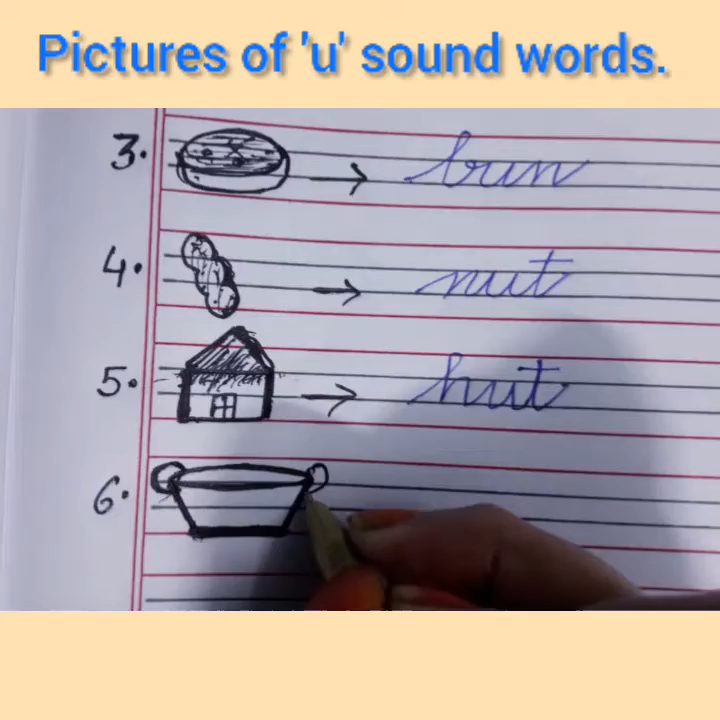 Pictures of 'u' sound words.
3. → bun
4. → nut
5. → hut
6.